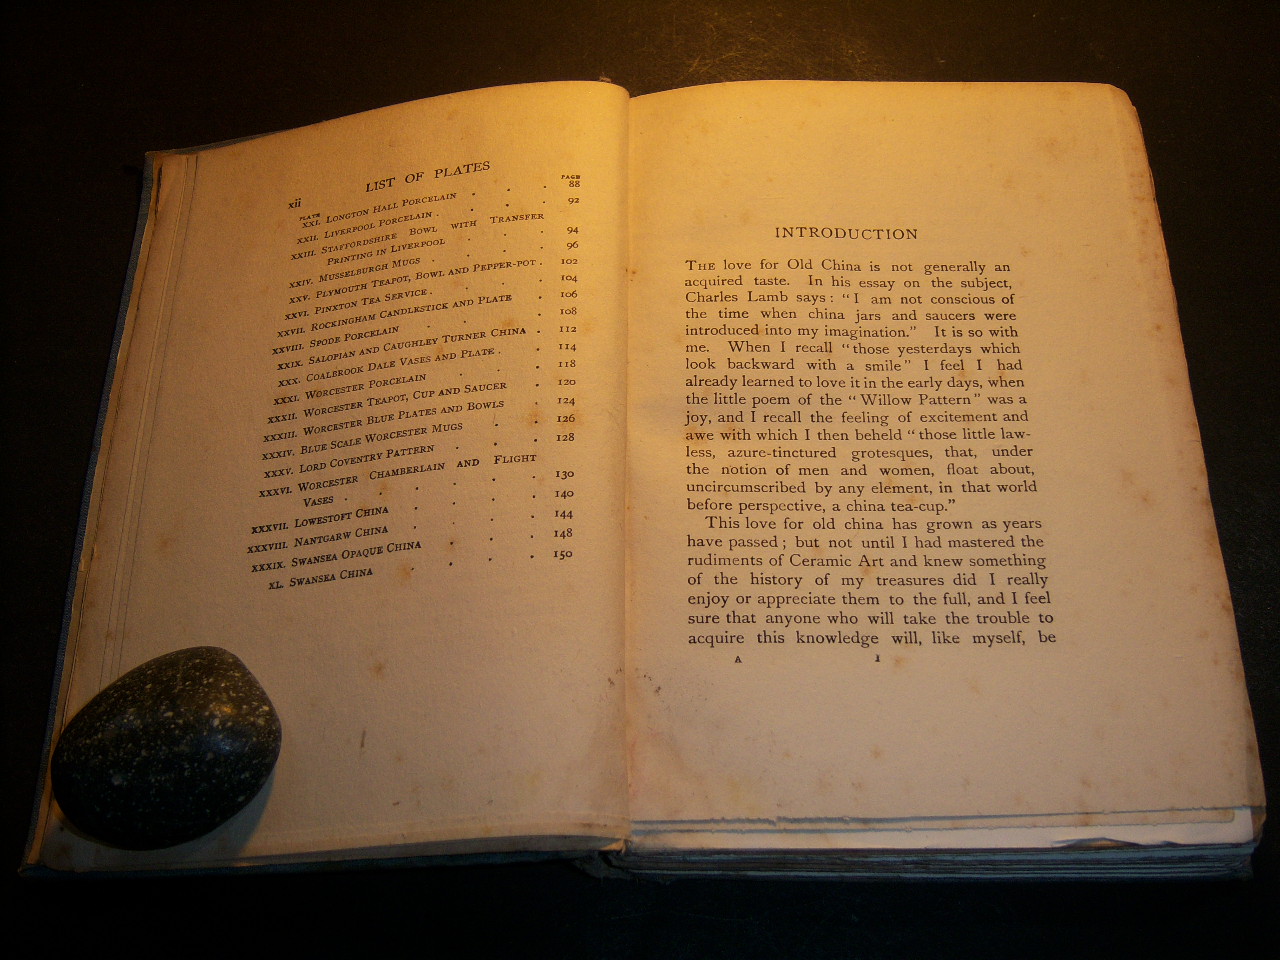 xii LIST OF PLATES
PLATE PAGE
XXI. LONGTON HALL PORCELAIN . . . 88
XXII. LIVERPOOL PORCELAIN . . . . 92
XXIII. STAFFORDSHIRE BOWL WITH TRANSFER
PRINTING IN LIVERPOOL . . . 94
XXIV. MUSSELBURGH MUGS . . . . 96
XXV. PLYMOUTH TEAPOT, BOWL AND PEPPER-POT . 102
XXVI. PINXTON TEA SERVICE . . . . 104
XXVII. ROCKINGHAM CANDLESTICK AND PLATE . 106
XXVIII. SPODE PORCELAIN . . . . 108
XXIX. SALOPIAN AND CAUGHLEY TURNER CHINA . 112
XXX. COALBROOK DALE VASES AND PLATE . . 114
XXXI. WORCESTER PORCELAIN . . . 118
XXXII. WORCESTER TEAPOT, CUP AND SAUCER . 120
XXXIII. WORCESTER BLUE PLATES AND BOWLS . 124
XXXIV. BLUE SCALE WORCESTER MUGS . . 126
XXXV. LORD COVENTRY PATTERN . . . 128
XXXVI. WORCESTER CHAMBERLAIN AND FLIGHT
VASES . . . . . . 130
XXXVII. LOWESTOFT CHINA . . . . 140
XXXVIII. NANTGARW CHINA . . . . 144
XXXIX. SWANSEA OPAQUE CHINA . . . 148
XL. SWANSEA CHINA . . . . 150
INTRODUCTION
THE love for Old China is not generally an
acquired taste. In his essay on the subject,
Charles Lamb says: “I am not conscious of
the time when china jars and saucers were
introduced into my imagination.” It is so with
me. When I recall “those yesterdays which
look backward with a smile” I feel I had
already learned to love it in the early days, when
the little poem of the “Willow Pattern” was a
joy, and I recall the feeling of excitement and
awe with which I then beheld “those little law-
less, azure-tinctured grotesques, that, under
the notion of men and women, float about,
uncircumscribed by any element, in that world
before perspective, a china tea-cup.”
This love for old china has grown as years
have passed; but not until I had mastered the
rudiments of Ceramic Art and knew something
of the history of my treasures did I really
enjoy or appreciate them to the full, and I feel
sure that anyone who will take the trouble to
acquire this knowledge will, like myself, be
A 1